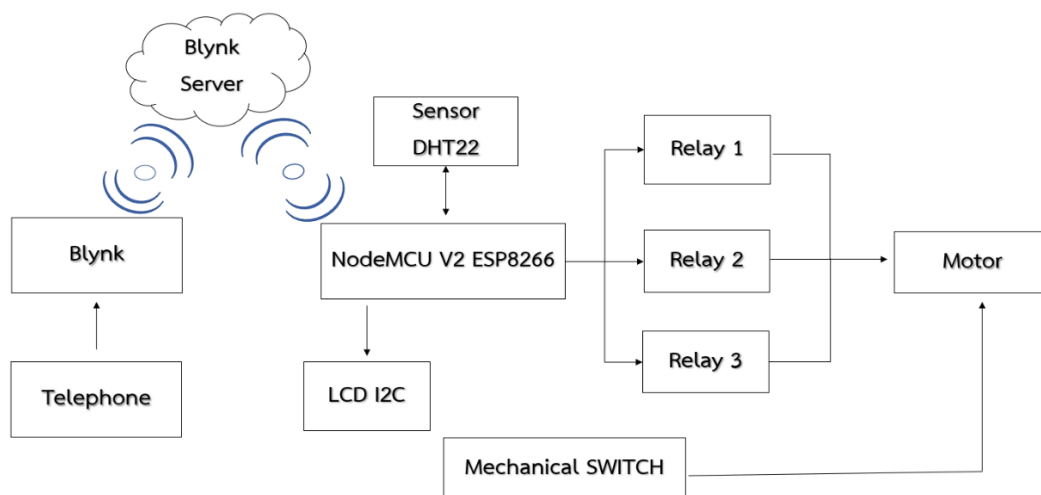 Blynk
Server
Sensor
DHT22
Relay 1
Blynk
NodeMCU V2 ESP8266
Relay 2
Motor
Telephone
LCD I2C
Relay 3
Mechanical SWITCH